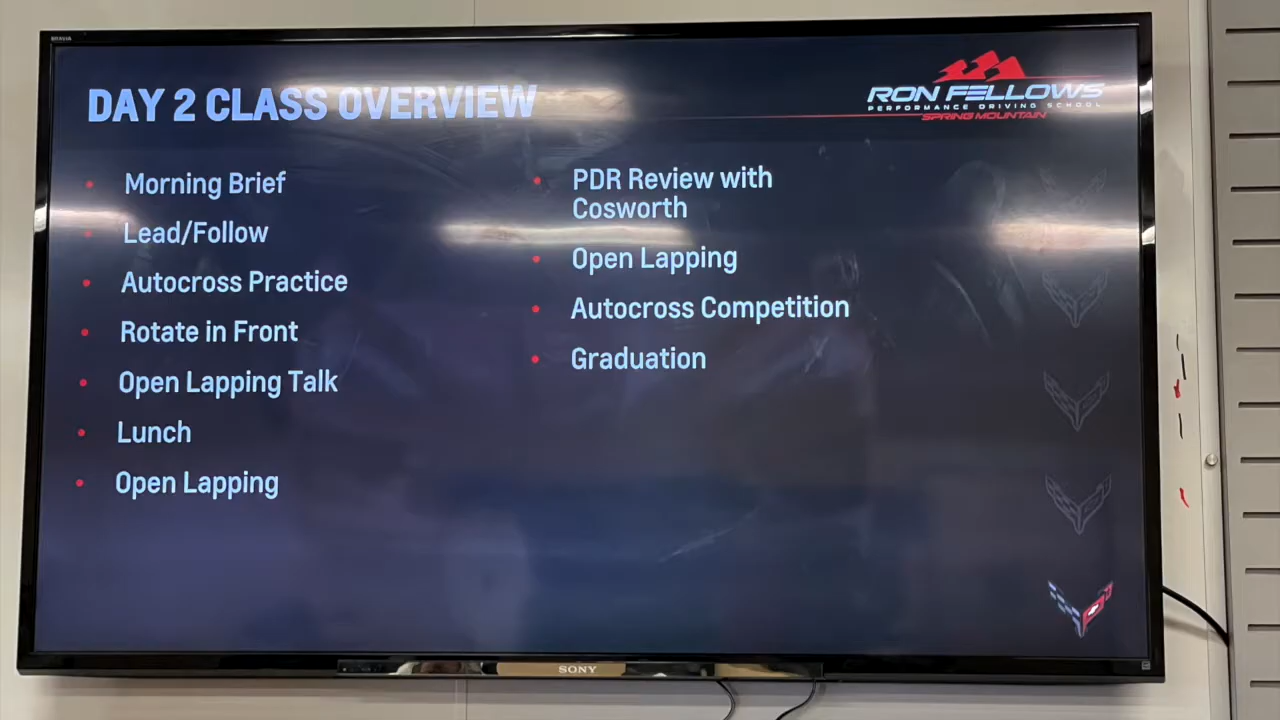 BRAVIA
DAY 2 CLASS OVERVIEW
RON FELLOWS
PERFORMANCE DRIVING SCHOOL
SPRING MOUNTAIN
Morning Brief
Lead/Follow
Autocross Practice
Rotate in Front
Open Lapping Talk
Lunch
Open Lapping
PDR Review with
Cosworth
Open Lapping
Autocross Competition
Graduation
SONY